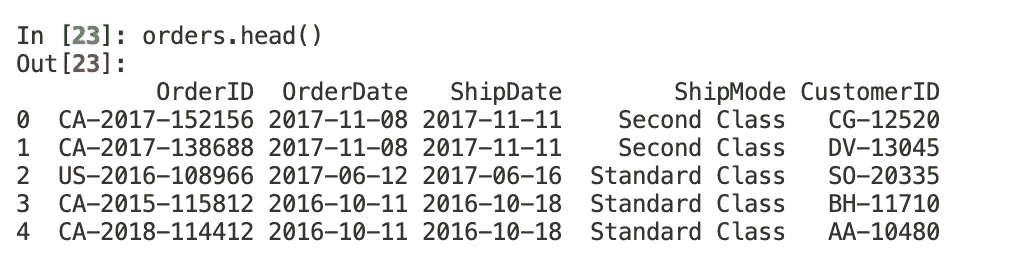 In [23]: orders.head()
Out[23]:
OrderID OrderDate ShipDate ShipMode CustomerID
0 CA-2017-152156 2017-11-08 2017-11-11 Second Class CG-12520
1 CA-2017-138688 2017-11-08 2017-11-11 Second Class DV-13045
2 US-2016-108966 2017-06-12 2017-06-16 Standard Class SO-20335
3 CA-2015-115812 2016-10-11 2016-10-18 Standard Class BH-11710
4 CA-2018-114412 2016-10-11 2016-10-18 Standard Class AA-10480